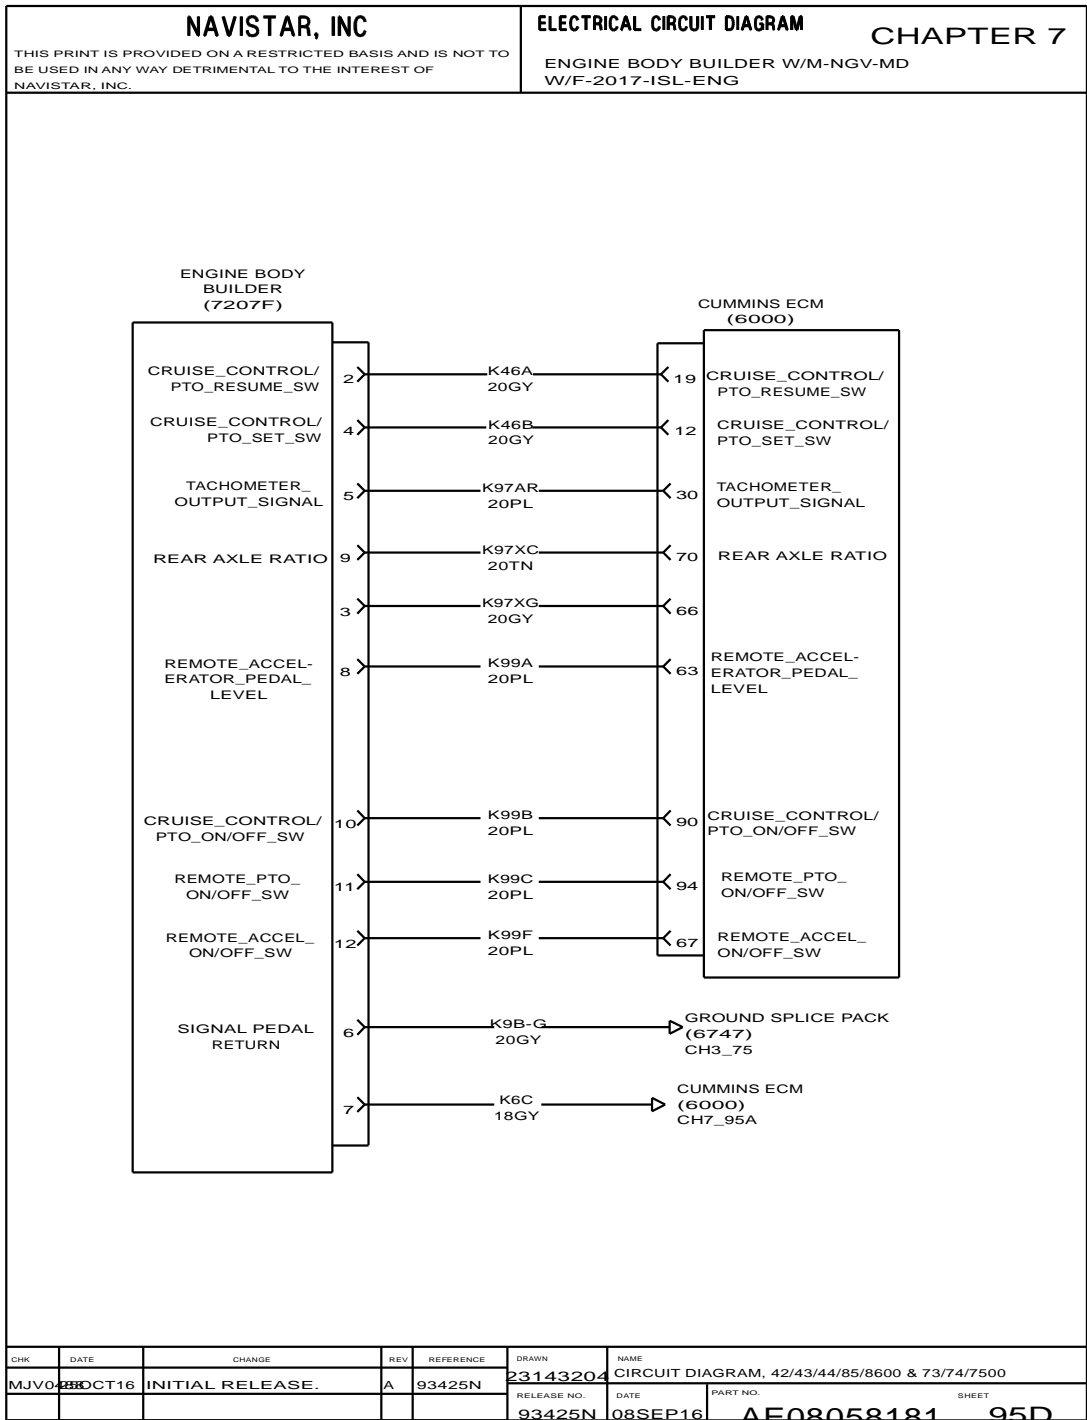 NAVISTAR, INC
THIS PRINT IS PROVIDED ON A RESTRICTED BASIS AND IS NOT TO
BE USED IN ANY WAY DETRIMENTAL TO THE INTEREST OF
NAVISTAR, INC.
ELECTRICAL CIRCUIT DIAGRAM
CHAPTER 7
ENGINE BODY BUILDER W/M-NGV-MD
W/F-2017-ISL-ENG
ENGINE BODY
BUILDER
(7207F)
CUMMINS ECM
(6000)
CRUISE_CONTROL/
PTO_RESUME_SW
2
K46A
20GY
19
CRUISE_CONTROL/
PTO_RESUME_SW
CRUISE_CONTROL/
PTO_SET_SW
4
K46B
20GY
12
CRUISE_CONTROL/
PTO_SET_SW
TACHOMETER_
OUTPUT_SIGNAL
5
K97AR
20PL
30
TACHOMETER_
OUTPUT_SIGNAL
REAR AXLE RATIO
9
K97XC
20TN
70
REAR AXLE RATIO
3
K97XG
20GY
66
REMOTE_ACCEL-
ERATOR_PEDAL_
LEVEL
8
K99A
20PL
63
REMOTE_ACCEL-
ERATOR_PEDAL_
LEVEL
CRUISE_CONTROL/
PTO_ON/OFF_SW
10
K99B
20PL
90
CRUISE_CONTROL/
PTO_ON/OFF_SW
REMOTE_PTO_
ON/OFF_SW
11
K99C
20PL
94
REMOTE_PTO_
ON/OFF_SW
REMOTE_ACCEL_
ON/OFF_SW
12
K99F
20PL
67
REMOTE_ACCEL_
ON/OFF_SW
SIGNAL PEDAL
RETURN
6
K9B-G
20GY
GROUND SPLICE PACK
(6747)
CH3_75
7
K6C
18GY
CUMMINS ECM
(6000)
CH7_95A
CHK DATE CHANGE REV REFERENCE
INITIAL RELEASE. A 93425N
DRAWN
23143204
NAME
CIRCUIT DIAGRAM, 42/43/44/85/8600 & 73/74/7500
RELEASE NO.
93425N
DATE
08SEP16
PART NO.
AE08058181
SHEET
95D